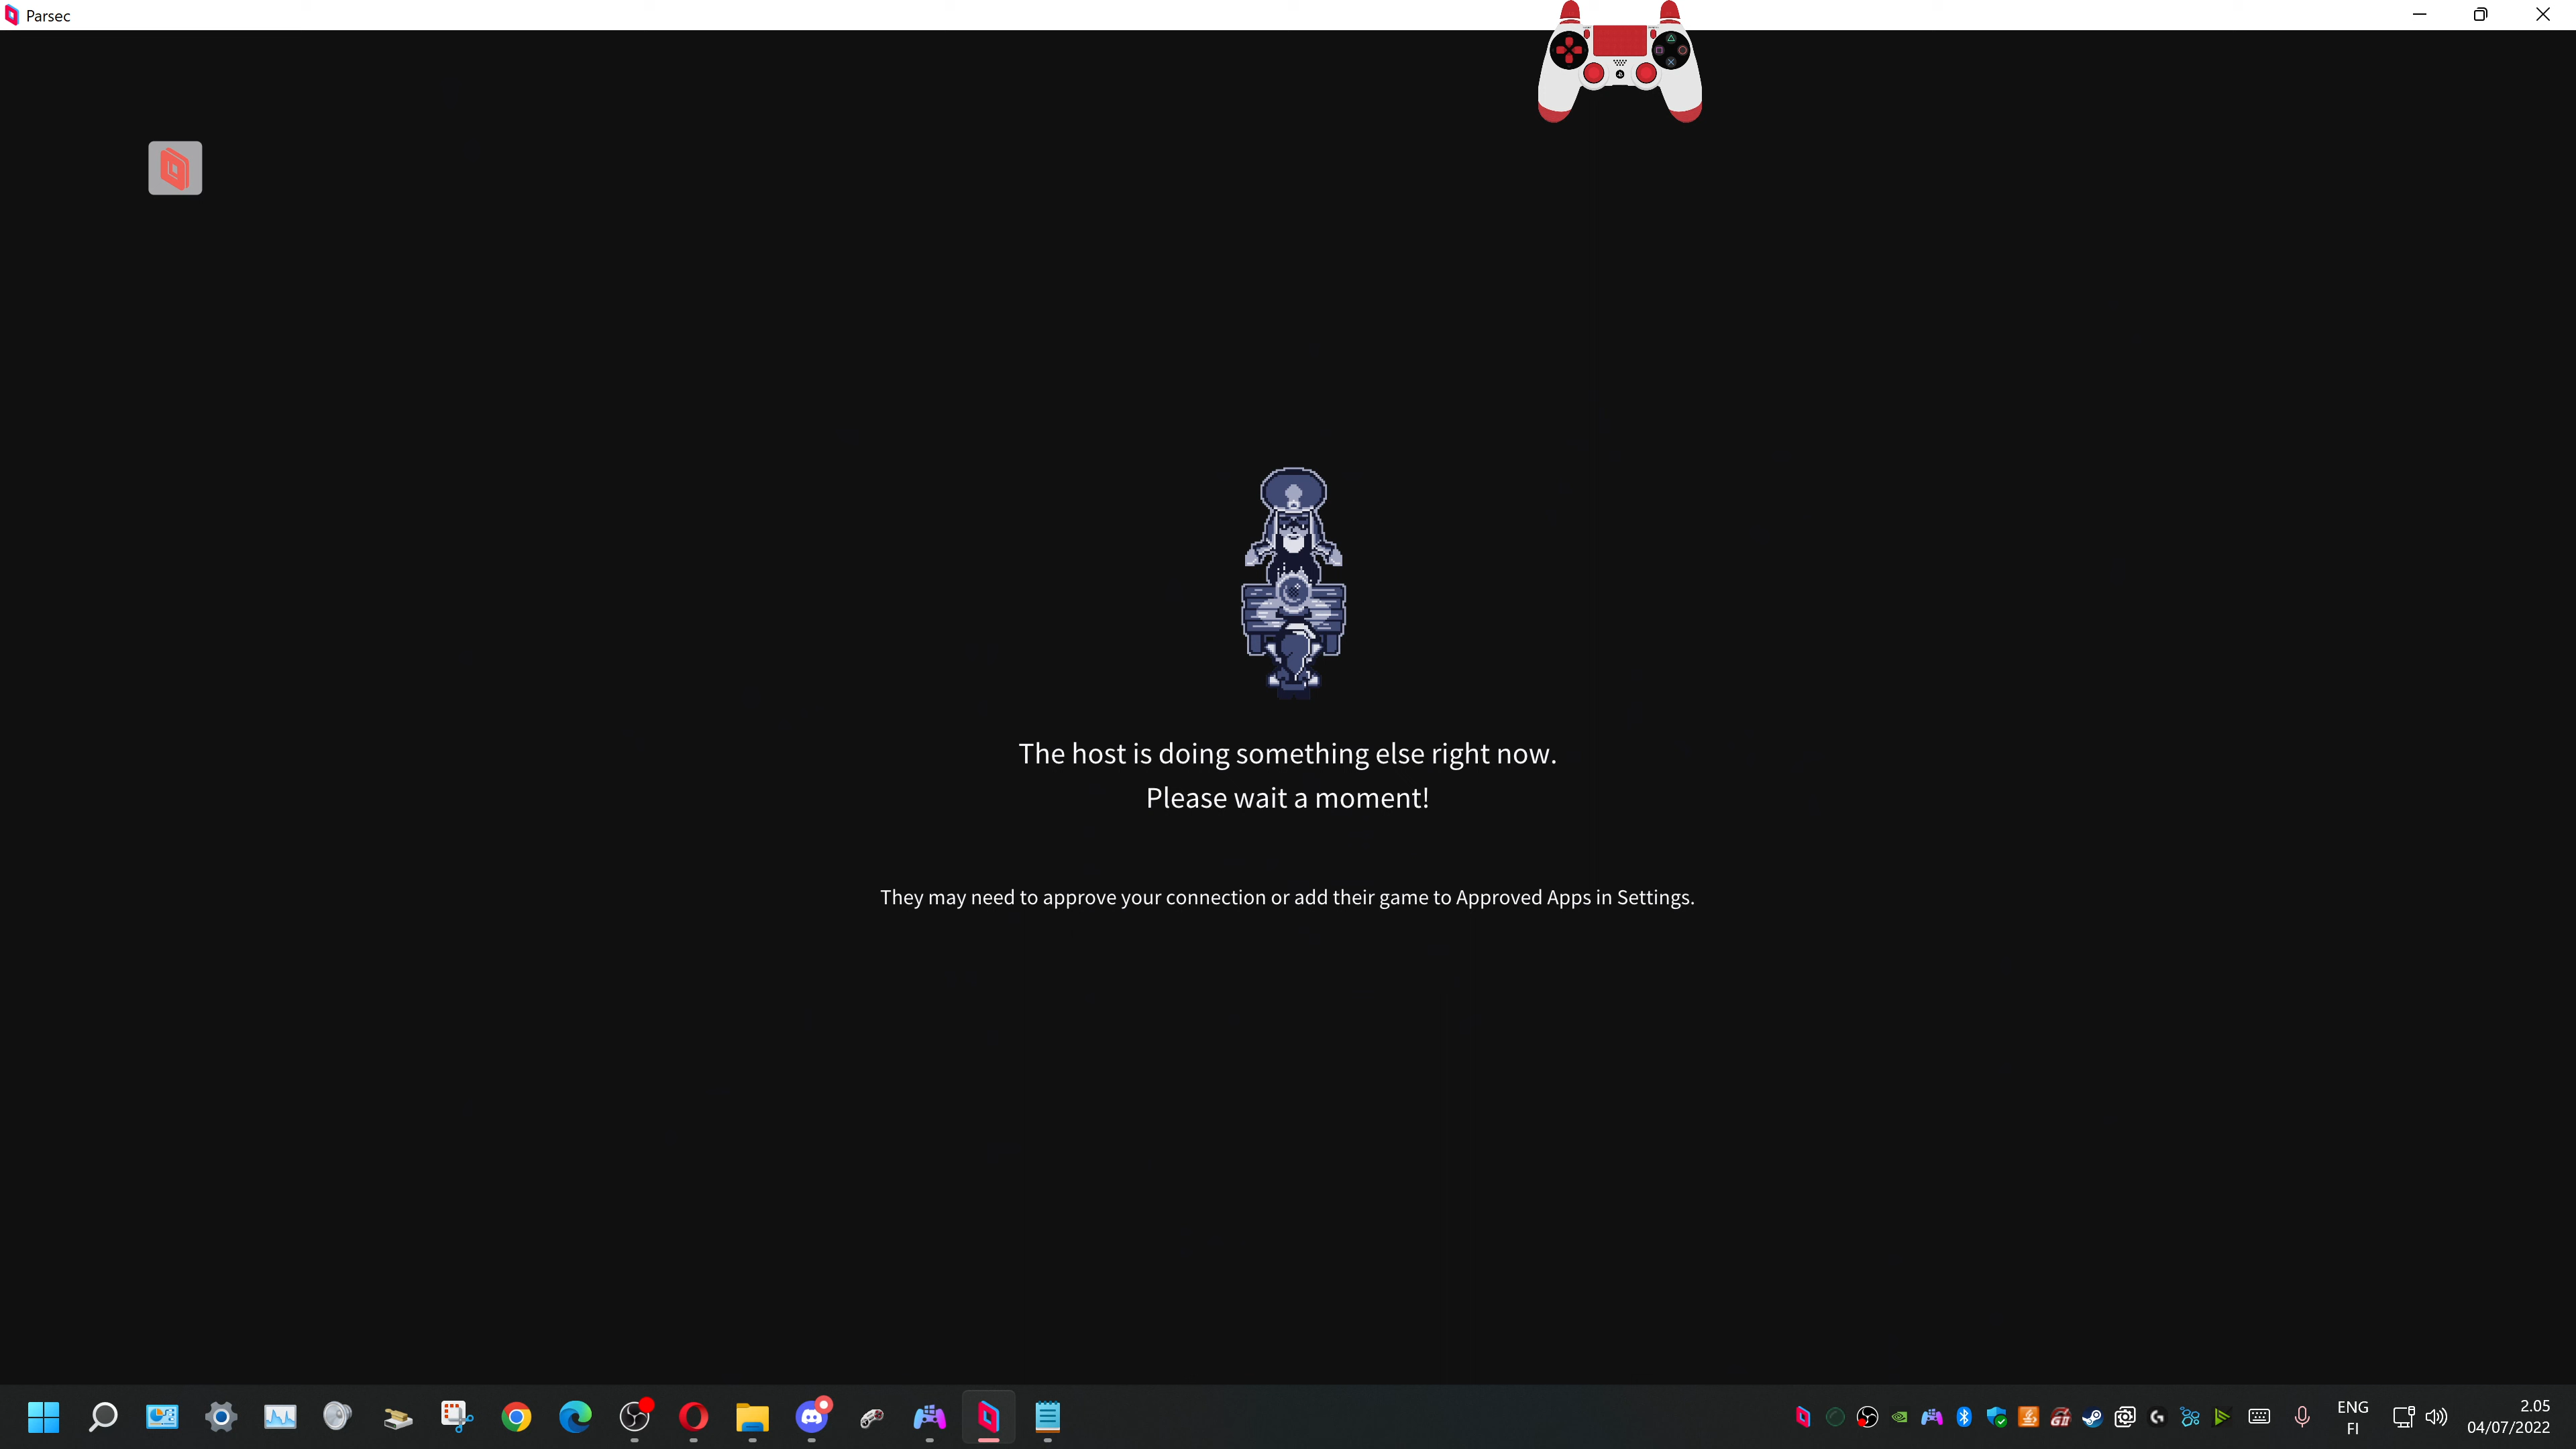 Parsec
The host is doing something else right now.
Please wait a moment!
They may need to approve your connection or add their game to Approved Apps in Settings.
ENG
FI
2.05
04/07/2022